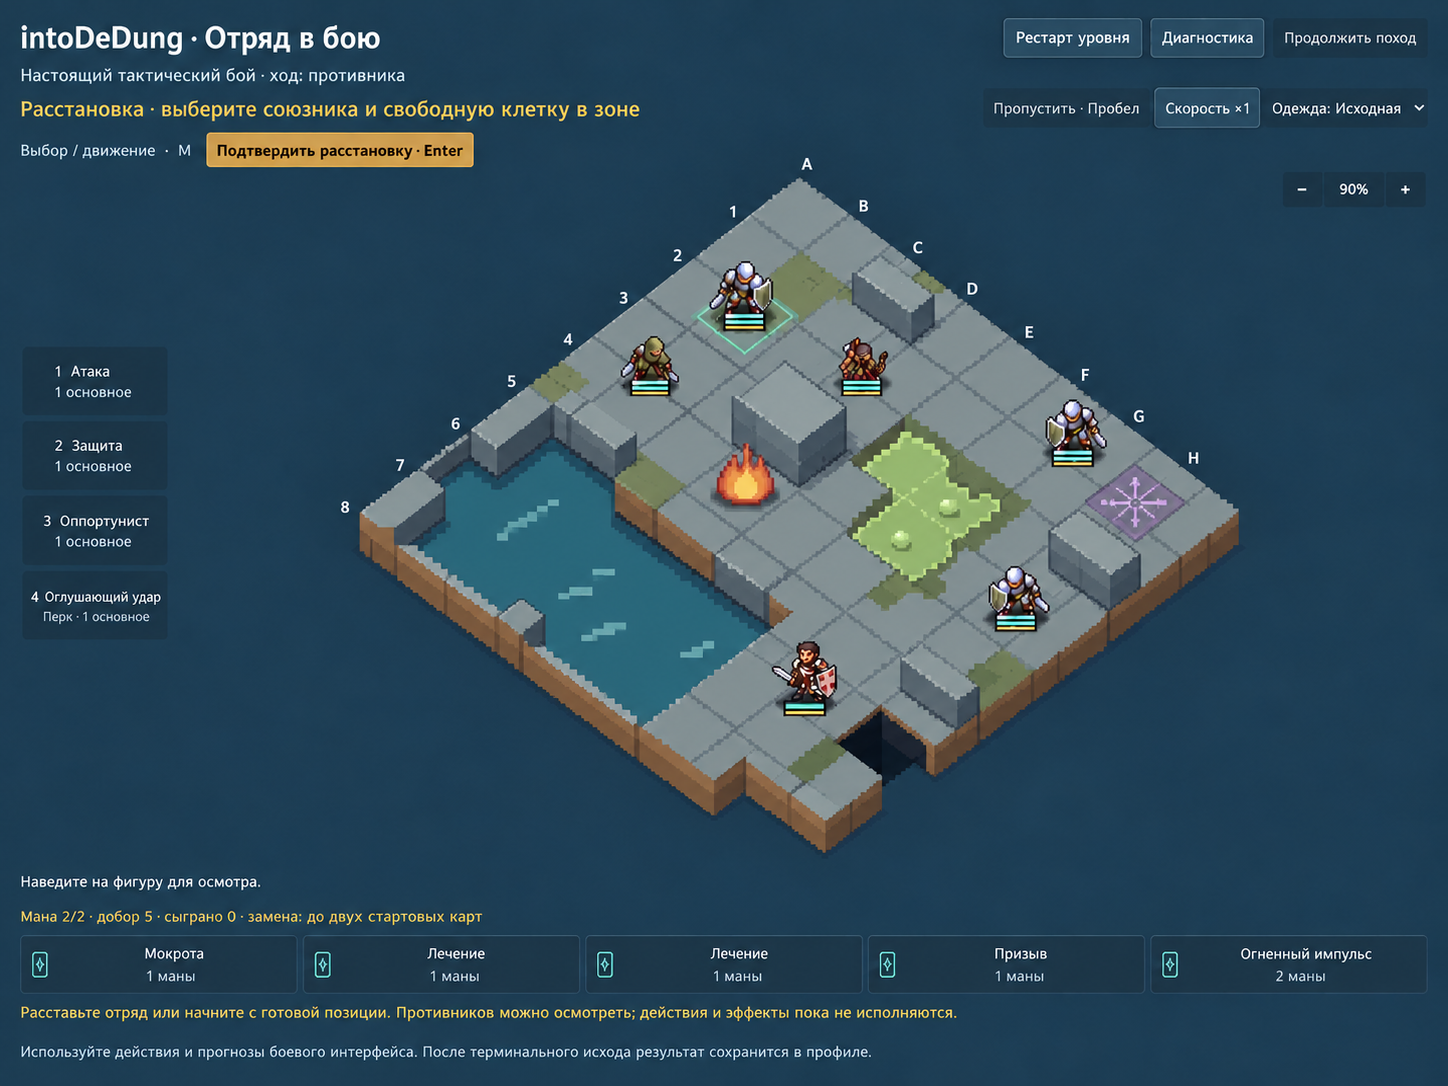 intoDeDung · Отряд в бою
Рестарт уровня
Диагностика
Продолжить поход
Настоящий тактический бой · ход: противника
Расстановка · выберите союзника и свободную клетку в зоне
Пропустить · Пробел
Скорость ×1
Одежда: Исходная
Выбор / движение · М
Подтвердить расстановку · Enter
− 90% +
A
B
C
D
E
F
G
H
1
2
3
4
5
6
7
8
1 Атака
1 основное
2 Защита
1 основное
3 Оппортунист
1 основное
4 Оглушающий удар
Перк · 1 основное
Наведите на фигуру для осмотра.
Мана 2/2 · добор 5 · сыграно 0 · замена: до двух стартовых карт
Мокрота
1 маны
Лечение
1 маны
Лечение
1 маны
Призыв
1 маны
Огненный импульс
2 маны
Расставьте отряд или начните с готовой позиции. Противников можно осмотреть; действия и эффекты пока не исполняются.
Используйте действия и прогнозы боевого интерфейса. После терминального исхода результат сохранится в профиле.